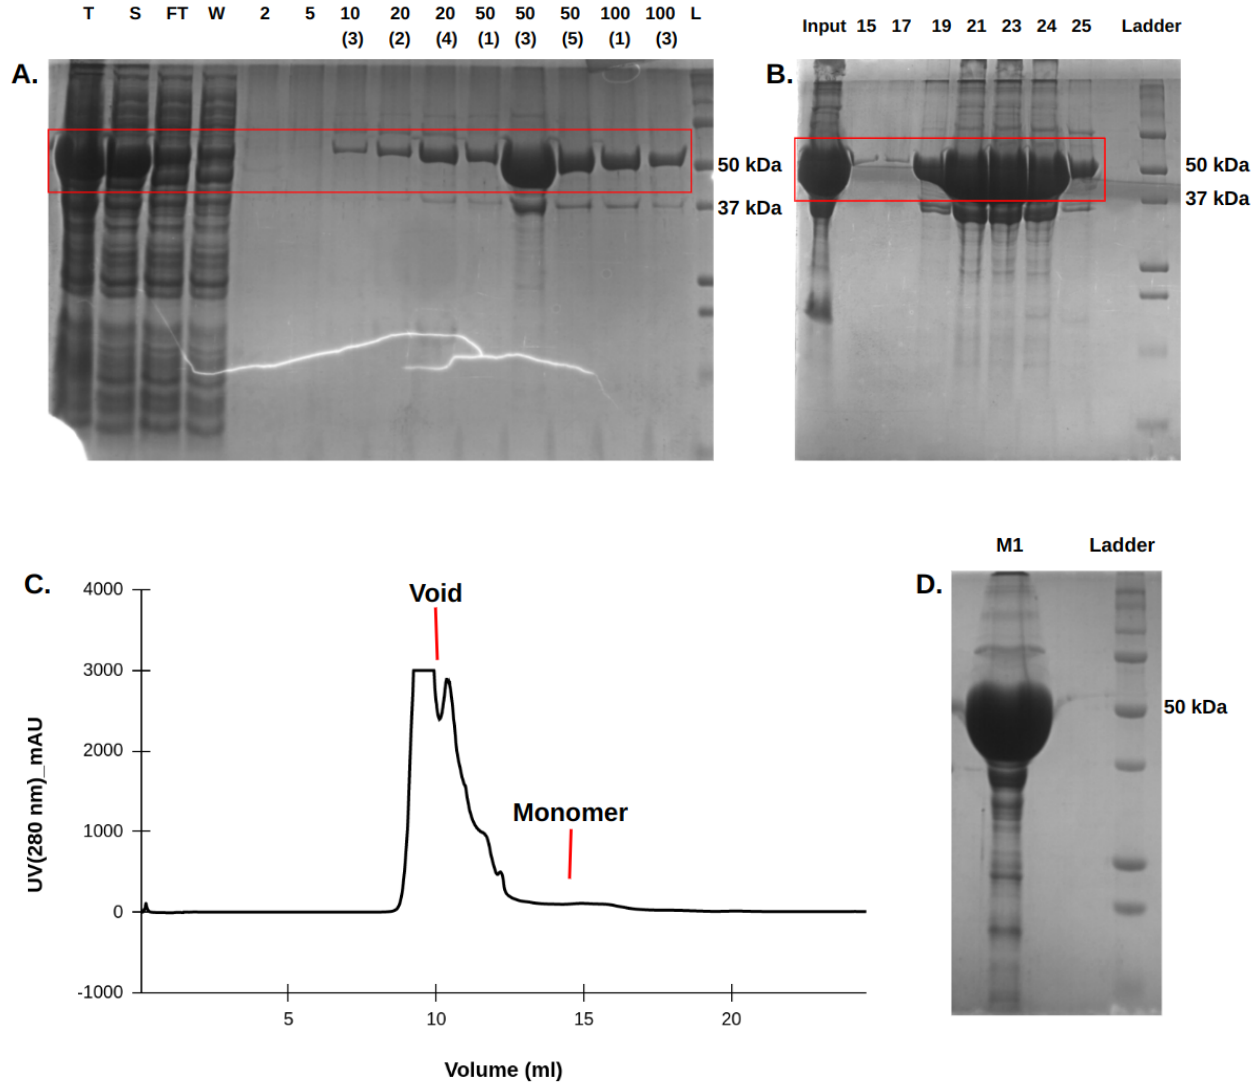 T S FT W 2 5 10 20 20 50 50 50 100 100 L
(3) (2) (4) (1) (3) (5) (1) (3)
A.
50 kDa
37 kDa
Input 15 17 19 21 23 24 25 Ladder
B.
50 kDa
37 kDa
C.
4000
3000
2000
1000
0
-1000
UV(280 nm)_mAU
Void
Monomer
5 10 15 20
Volume (ml)
M1 Ladder
D.
50 kDa